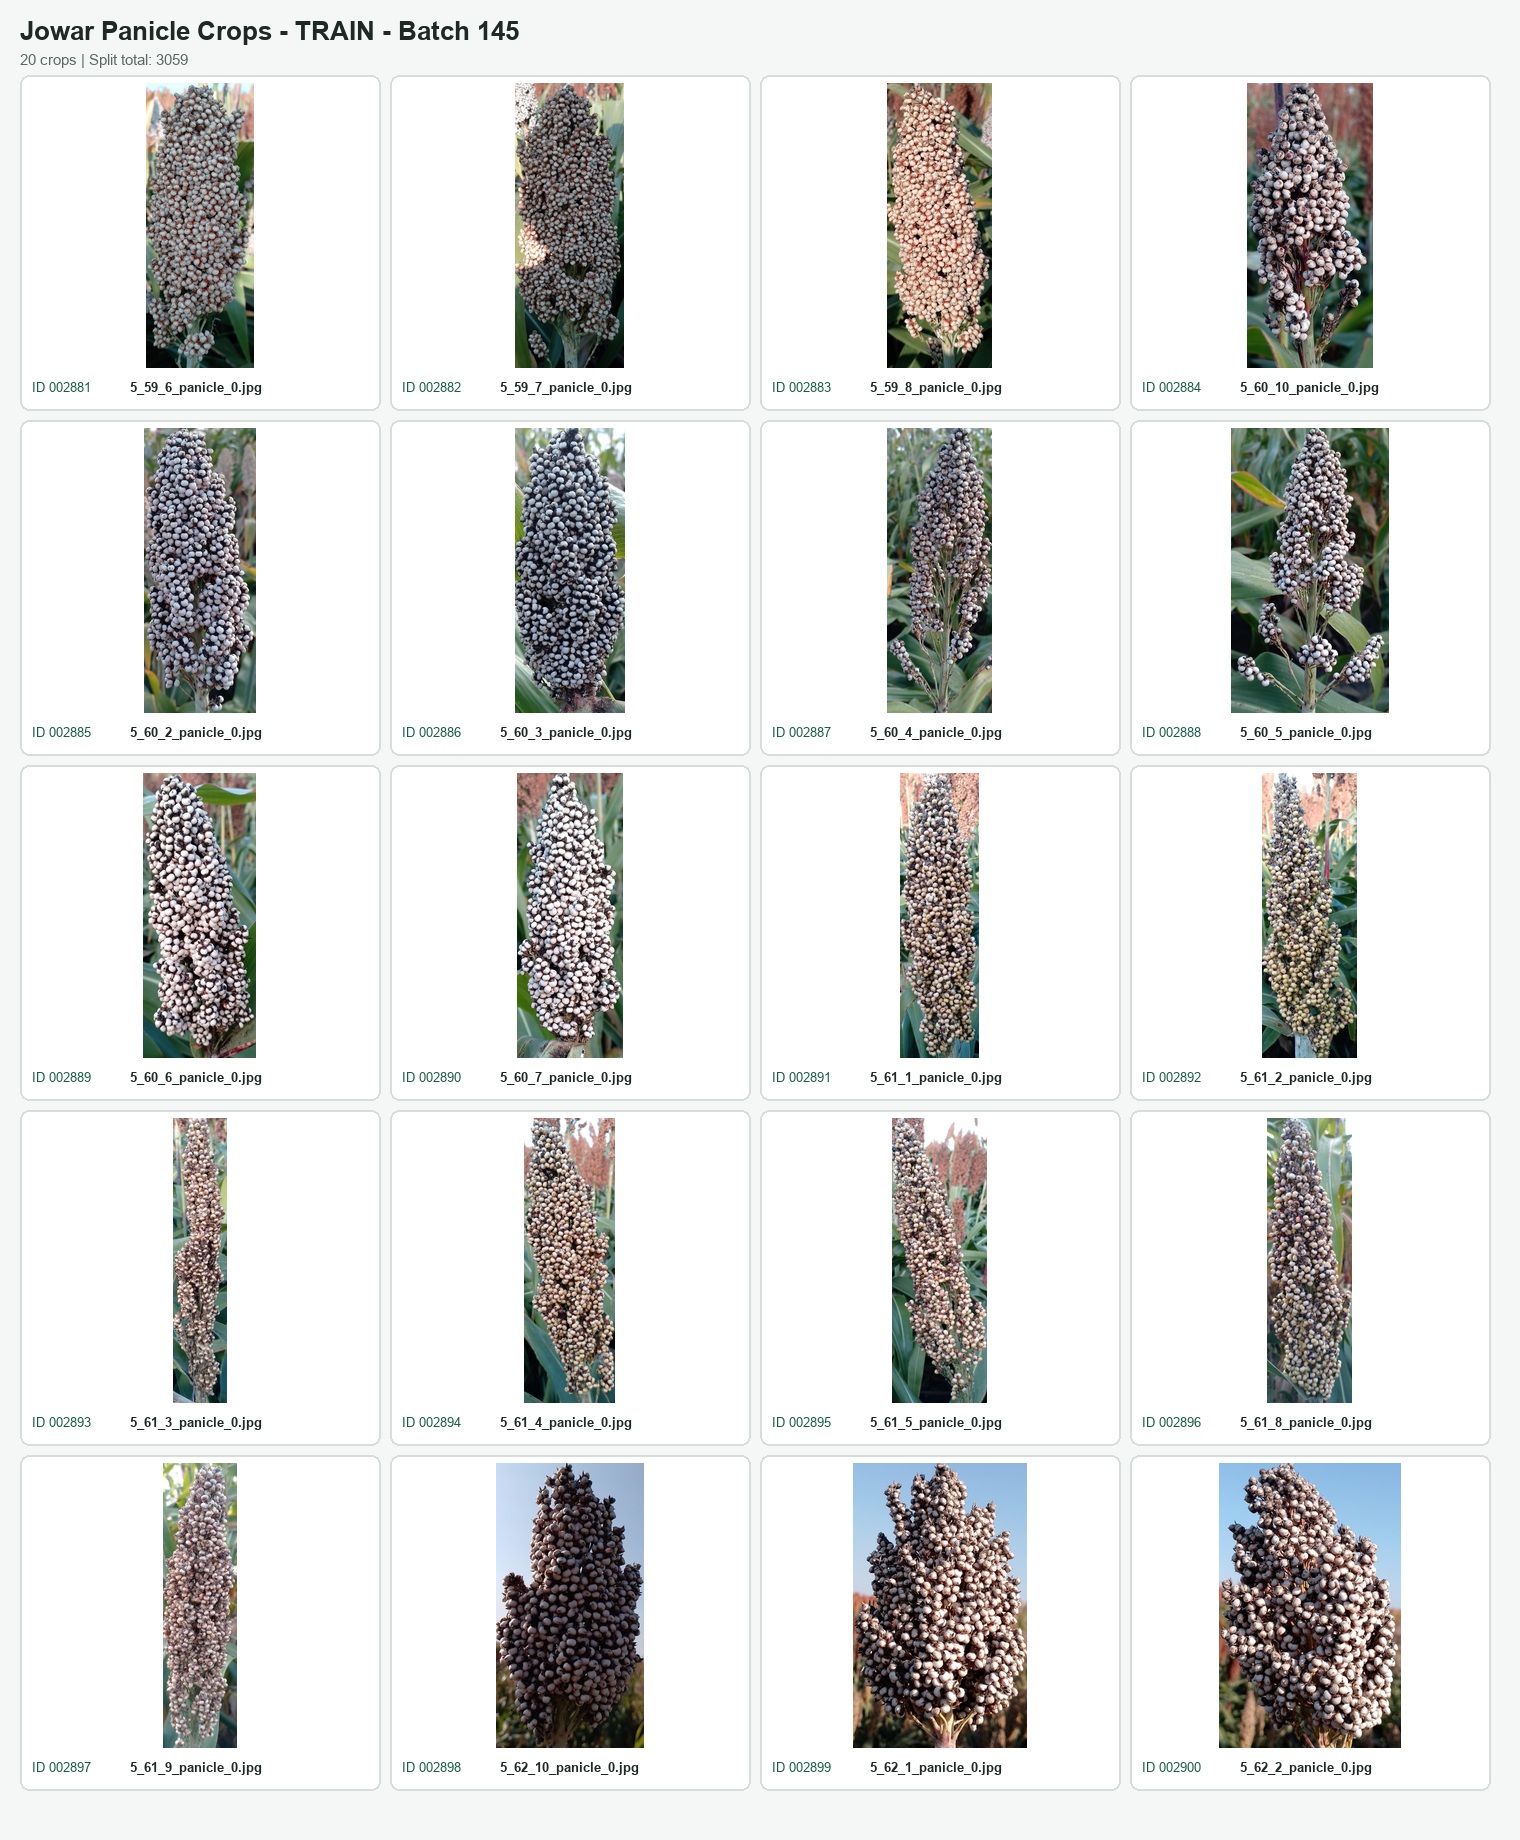 Jowar Panicle Crops - TRAIN - Batch 145
20 crops | Split total: 3059
ID 002881 5_59_6_panicle_0.jpg
ID 002882 5_59_7_panicle_0.jpg
ID 002883 5_59_8_panicle_0.jpg
ID 002884 5_60_10_panicle_0.jpg
ID 002885 5_60_2_panicle_0.jpg
ID 002886 5_60_3_panicle_0.jpg
ID 002887 5_60_4_panicle_0.jpg
ID 002888 5_60_5_panicle_0.jpg
ID 002889 5_60_6_panicle_0.jpg
ID 002890 5_60_7_panicle_0.jpg
ID 002891 5_61_1_panicle_0.jpg
ID 002892 5_61_2_panicle_0.jpg
ID 002893 5_61_3_panicle_0.jpg
ID 002894 5_61_4_panicle_0.jpg
ID 002895 5_61_5_panicle_0.jpg
ID 002896 5_61_8_panicle_0.jpg
ID 002897 5_61_9_panicle_0.jpg
ID 002898 5_62_10_panicle_0.jpg
ID 002899 5_62_1_panicle_0.jpg
ID 002900 5_62_2_panicle_0.jpg